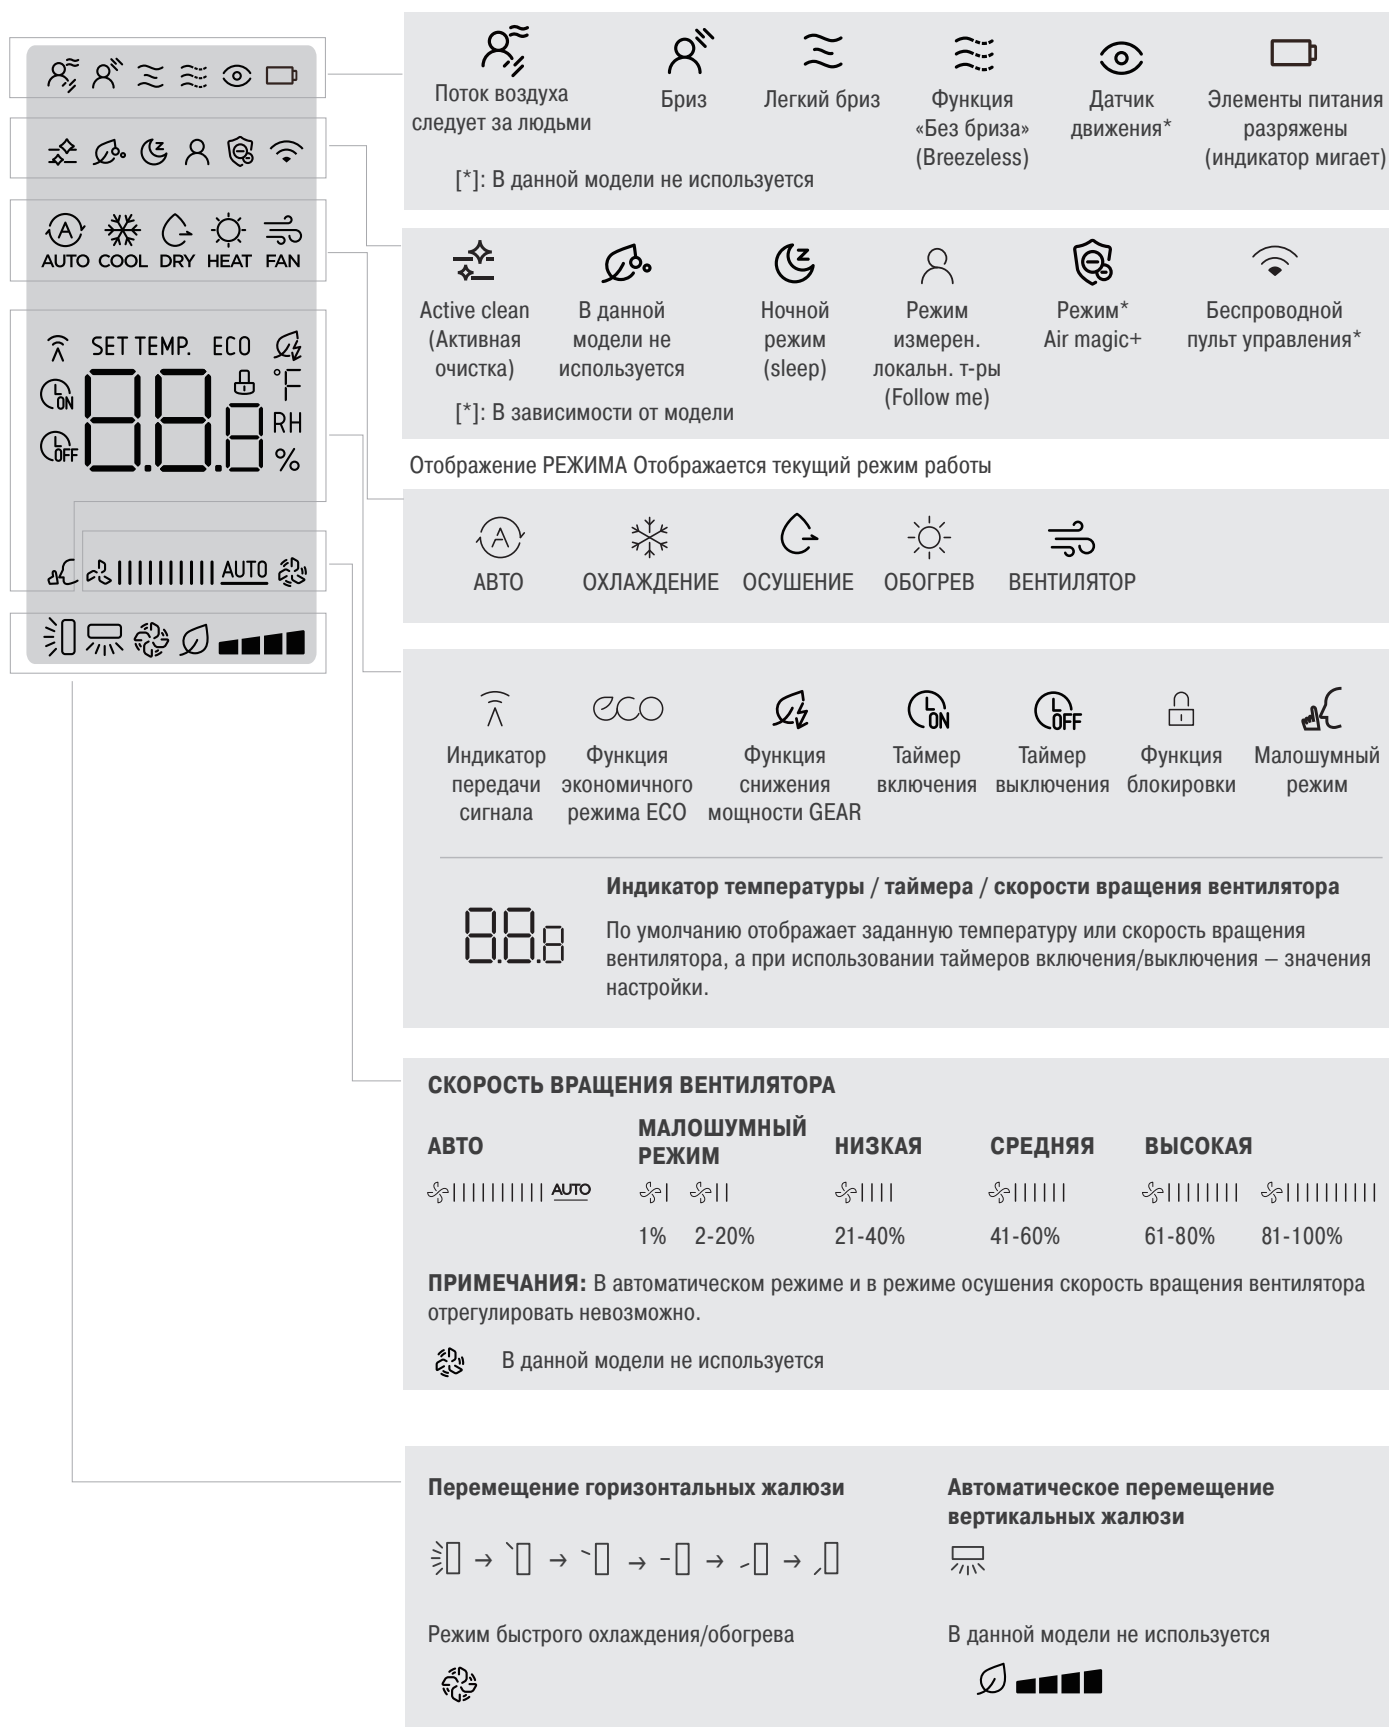 AUTO COOL DRY HEAT FAN
SET TEMP. ECO
ON
°F
RH
OFF
%
AUTO
Поток воздуха
следует за людьми
Бриз
Легкий бриз
Функция
«Без бриза»
(Breezeless)
Датчик
движения*
Элементы питания
разряжены
(индикатор мигает)
[*]: В данной модели не используется
Active clean
(Активная
очистка)
В данной
модели не
используется
Ночной
режим
(sleep)
Режим
измерен.
локальн. т-ры
(Follow me)
Режим*
Air magic+
Беспроводной
пульт управления*
[*]: В зависимости от модели
Отображение РЕЖИМА Отображается текущий режим работы
АВТО
ОХЛАЖДЕНИЕ
ОСУШЕНИЕ
ОБОГРЕВ
ВЕНТИЛЯТОР
eco
ON
OFF
Индикатор
передачи
сигнала
Функция
экономичного
режима ECO
Функция
снижения
мощности GEAR
Таймер
включения
Таймер
выключения
Функция
блокировки
Малошумный
режим
88.8
Индикатор температуры / таймера / скорости вращения вентилятора
По умолчанию отображает заданную температуру или скорость вращения
вентилятора, а при использовании таймеров включения/выключения – значения
настройки.
СКОРОСТЬ ВРАЩЕНИЯ ВЕНТИЛЯТОРА
АВТО
МАЛОШУМНЫЙ
РЕЖИМ
НИЗКАЯ
СРЕДНЯЯ
ВЫСОКАЯ
AUTO
1%
2-20%
21-40%
41-60%
61-80%
81-100%
ПРИМЕЧАНИЯ: В автоматическом режиме и в режиме осушения скорость вращения вентилятора
отрегулировать невозможно.
В данной модели не используется
Перемещение горизонтальных жалюзи
Автоматическое перемещение
вертикальных жалюзи
Режим быстрого охлаждения/обогрева
В данной модели не используется